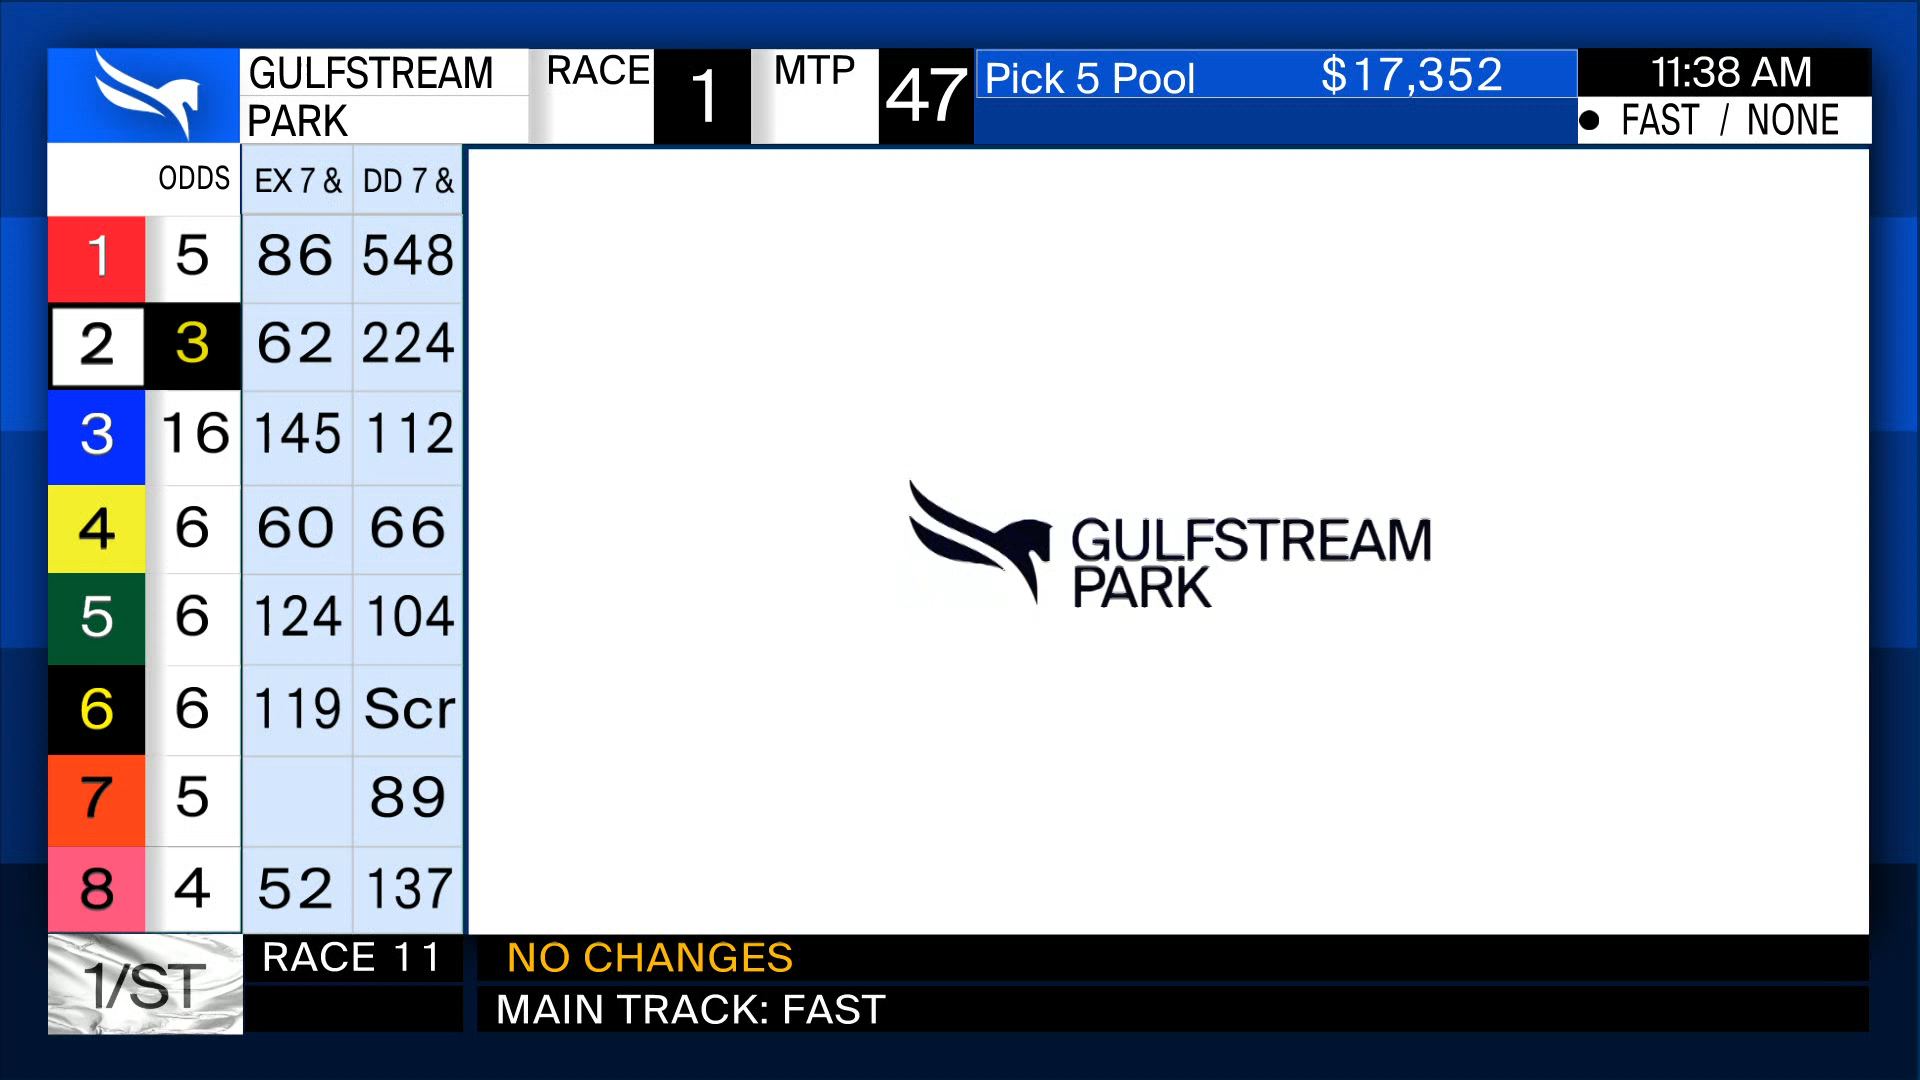 GULFSTREAM
PARK
RACE 1 MTP 47
Pick 5 Pool $17,352
11:38 AM
FAST / NONE
ODDS EX 7 & DD 7 &
1 5 86 548
2 3 62 224
3 16 145 112
4 6 60 66
5 6 124 104
6 6 119 Scr
7 5 89
8 4 52 137
GULFSTREAM
PARK
1/ST
RACE 11
NO CHANGES
MAIN TRACK: FAST